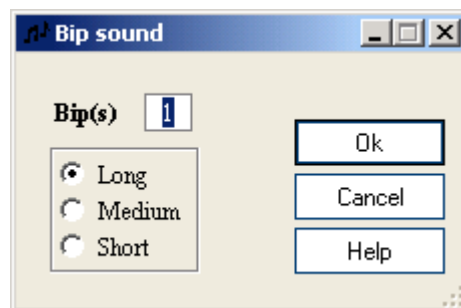 Bip sound
Bip(s) 1
Long
Medium
Short
Ok
Cancel
Help